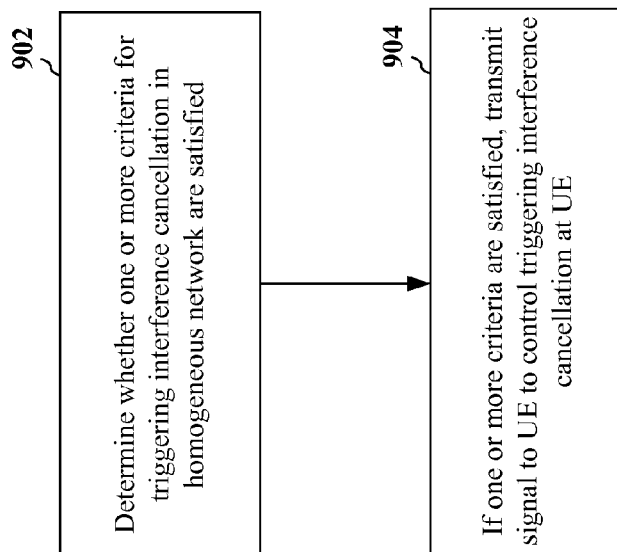 902
Determine whether one or more criteria for
triggering interference cancellation in
homogeneous network are satisfied
904
If one or more criteria are satisfied, transmit
signal to UE to control triggering interference
cancellation at UE